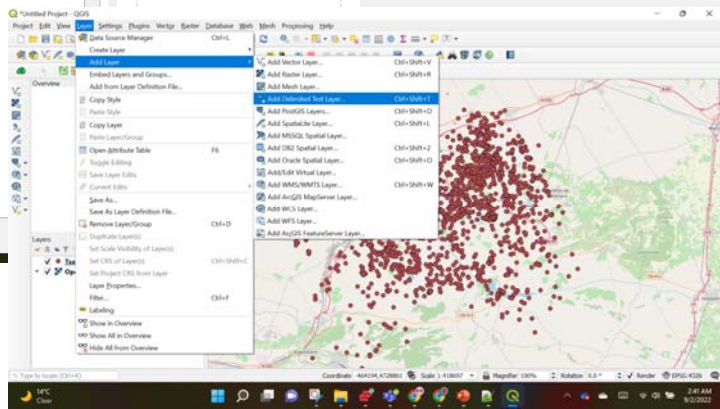 *Untitled Project - QGIS
Project Edit View Layer Settings Plugins Vector Raster Database Web Mesh Processing Help
Data Source Manager Ctrl+L
Create Layer
Add Layer
Embed Layers and Groups...
Add from Layer Definition File...
Copy Style
Paste Style
Copy Layer
Paste Layer/Group
Open Attribute Table F6
Toggle Editing
Save Layer Edits
Current Edits
Save As...
Save As Layer Definition File...
Remove Layer/Group Ctrl+D
Duplicate Layer(s)
Set Scale Visibility of Layer(s)
Set CRS of Layer(s) Ctrl+Shift+C
Set Project CRS from Layer
Layer Properties...
Filter... Ctrl+F
Labeling
Show in Overview
Show All in Overview
Hide All from Overview
Add Vector Layer... Ctrl+Shift+V
Add Raster Layer... Ctrl+Shift+R
Add Mesh Layer...
Add Delimited Text Layer... Ctrl+Shift+T
Add PostGIS Layers... Ctrl+Shift+D
Add SpatiaLite Layer... Ctrl+Shift+L
Add MSSQL Spatial Layer...
Add DB2 Spatial Layer... Ctrl+Shift+2
Add Oracle Spatial Layer... Ctrl+Shift+O
Add/Edit Virtual Layer...
Add WMS/WMTS Layer... Ctrl+Shift+W
Add ArcGIS MapServer Layer...
Add WCS Layer...
Add WFS Layer...
Add ArcGIS FeatureServer Layer...
Overview
Layers
Type to locate (Ctrl+K)
Coordinate Scale 1:418697 Magnifier 100% Rotation 0.0 ° Render EPSG:4326
14°C
Clear
2:41 AM
9/2/2022